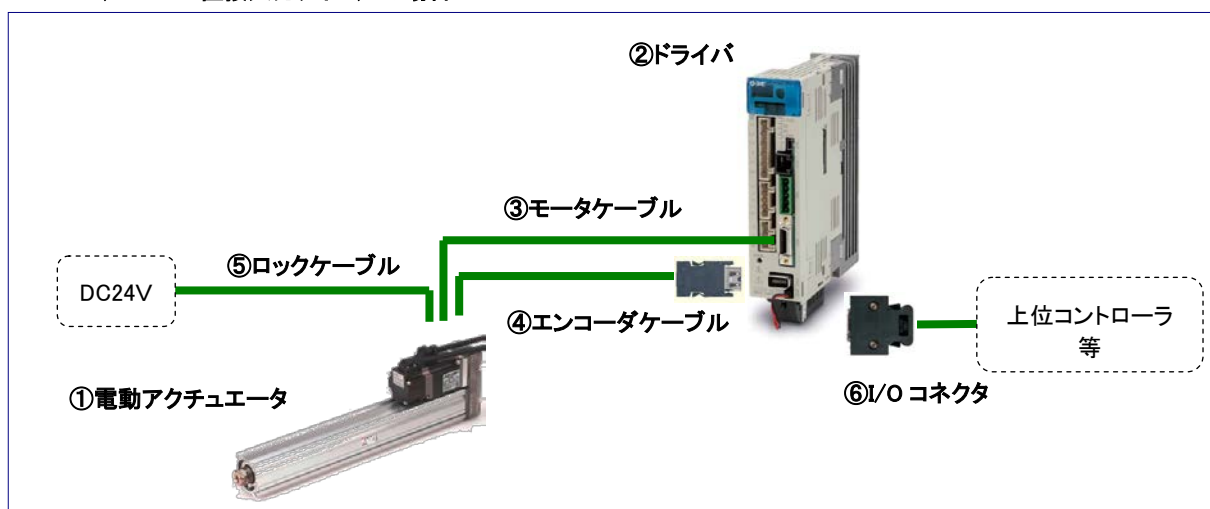 ②ドライバ
③モータケーブル
⑤ロックケーブル
DC24V
④エンコーダケーブル
上位コントローラ
等
①電動アクチュエータ
⑥I/O コネクタ